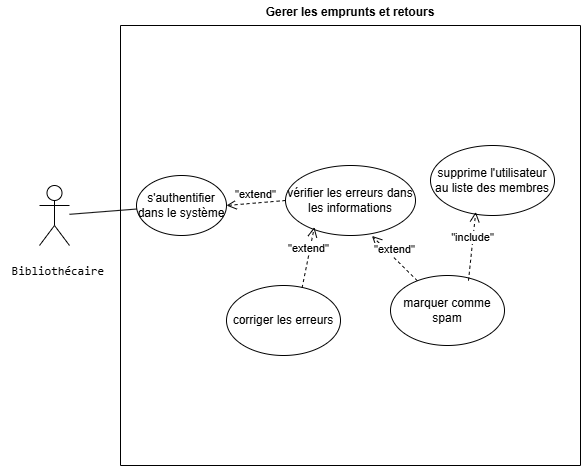 Gerer les emprunts et retours
supprime l'utilisateur
au liste des membres
s'authentifier
dans le système
"extend"
vérifier les erreurs dans
les informations
"extend"
"extend"
"include"
Bibliothécaire
corriger les erreurs
marquer comme
spam